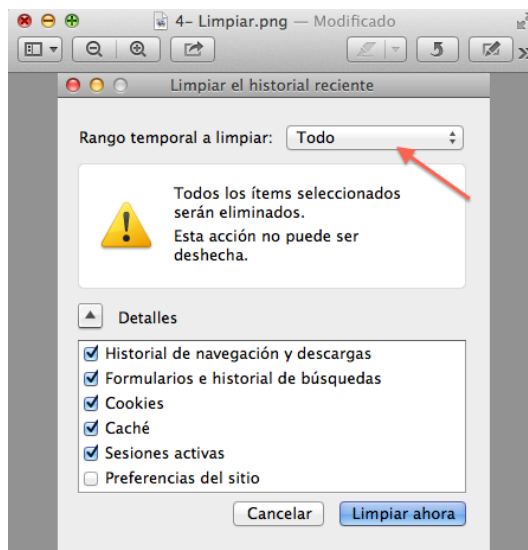 4- Limpiar.png — Modificado
Limpiar el historial reciente
Rango temporal a limpiar: Todo
Todos los ítems seleccionados
serán eliminados.
Esta acción no puede ser
deshecha.
Detalles
Historial de navegación y descargas
Formularios e historial de búsquedas
Cookies
Caché
Sesiones activas
Preferencias del sitio
Cancelar Limpiar ahora